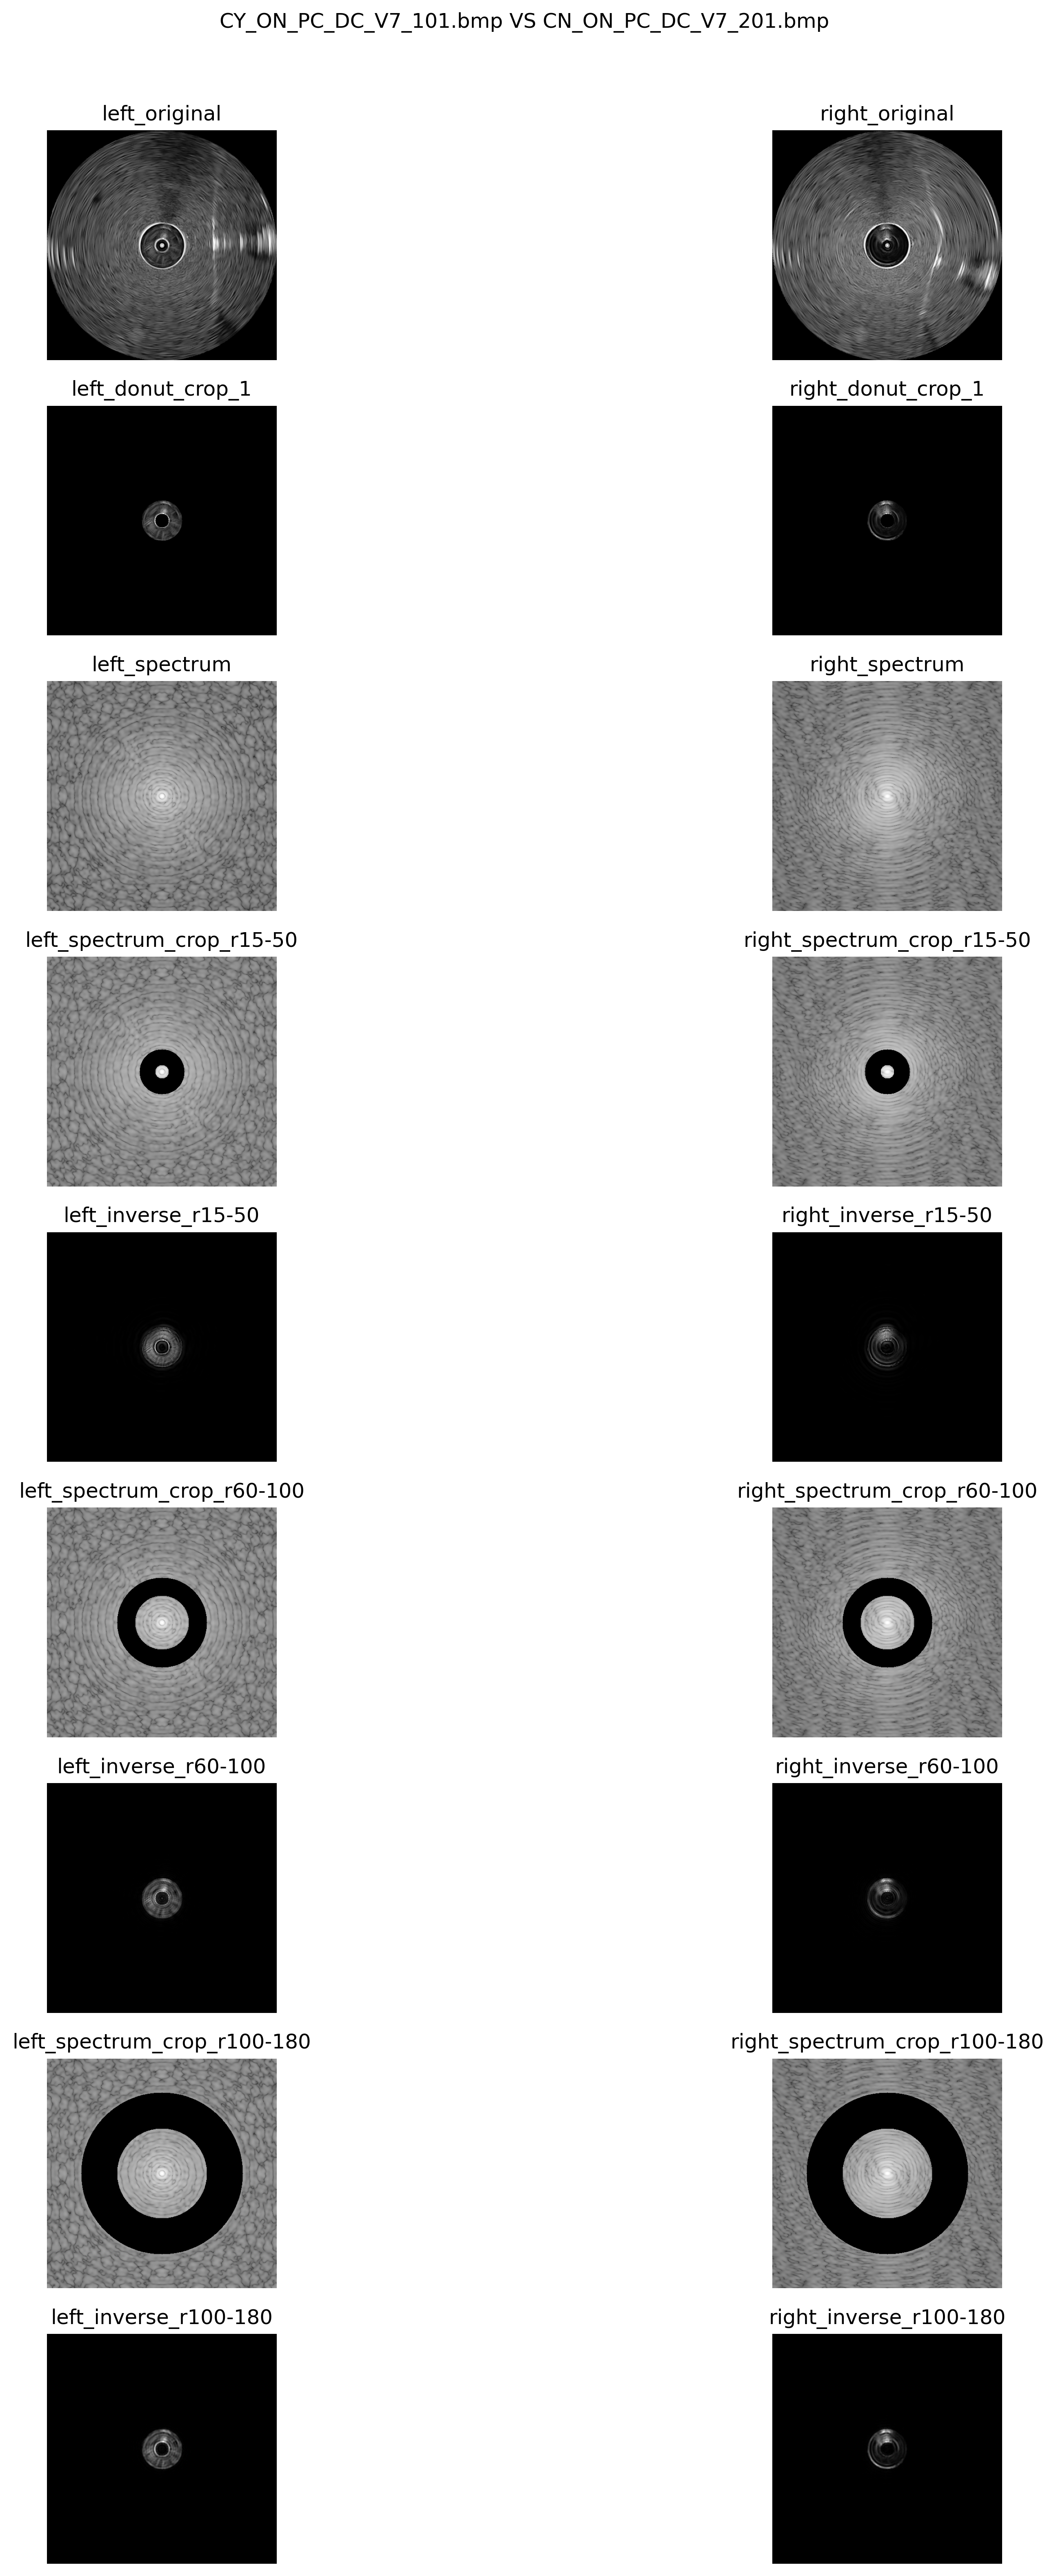 CY_ON_PC_DC_V7_101.bmp VS CN_ON_PC_DC_V7_201.bmp
left_original
right_original
left_donut_crop_1
right_donut_crop_1
left_spectrum
right_spectrum
left_spectrum_crop_r15-50
right_spectrum_crop_r15-50
left_inverse_r15-50
right_inverse_r15-50
left_spectrum_crop_r60-100
right_spectrum_crop_r60-100
left_inverse_r60-100
right_inverse_r60-100
left_spectrum_crop_r100-180
right_spectrum_crop_r100-180
left_inverse_r100-180
right_inverse_r100-180